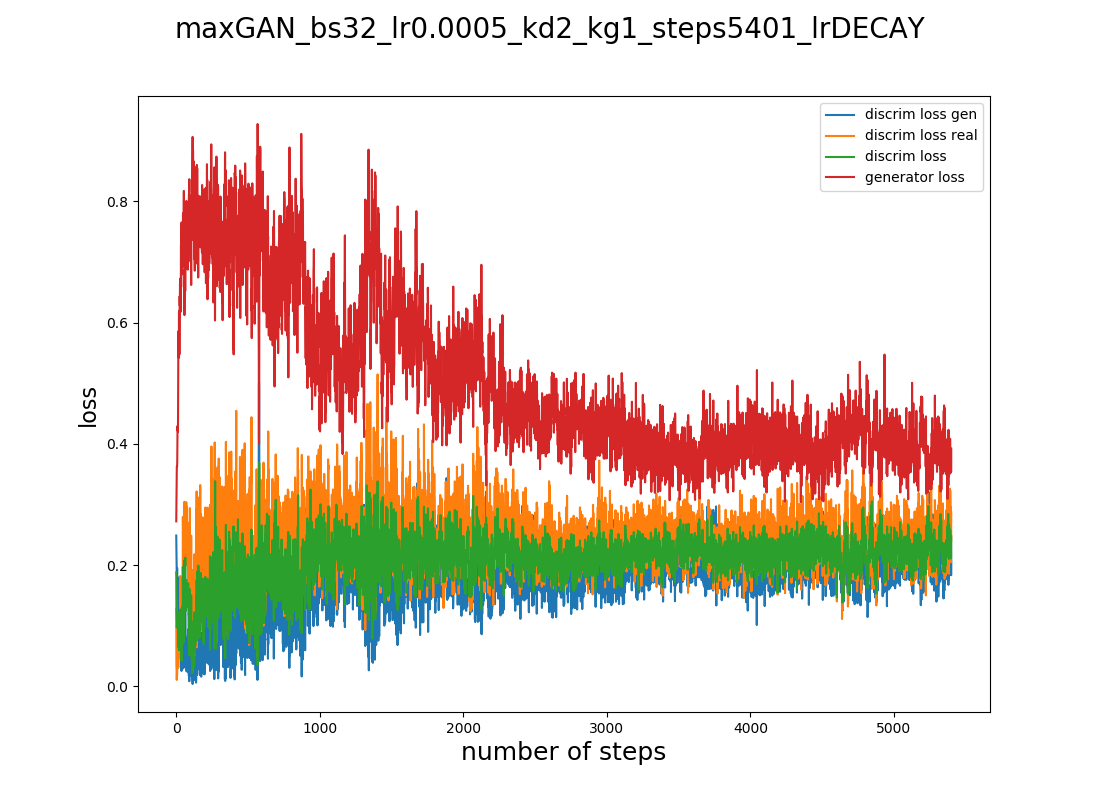 maxGAN_bs32_lr0.0005_kd2_kg1_steps5401_lrDECAY
discrim loss gen
discrim loss real
discrim loss
generator loss
0.8
0.6
0.4
0.2
0.0
loss
0 1000 2000 3000 4000 5000
number of steps